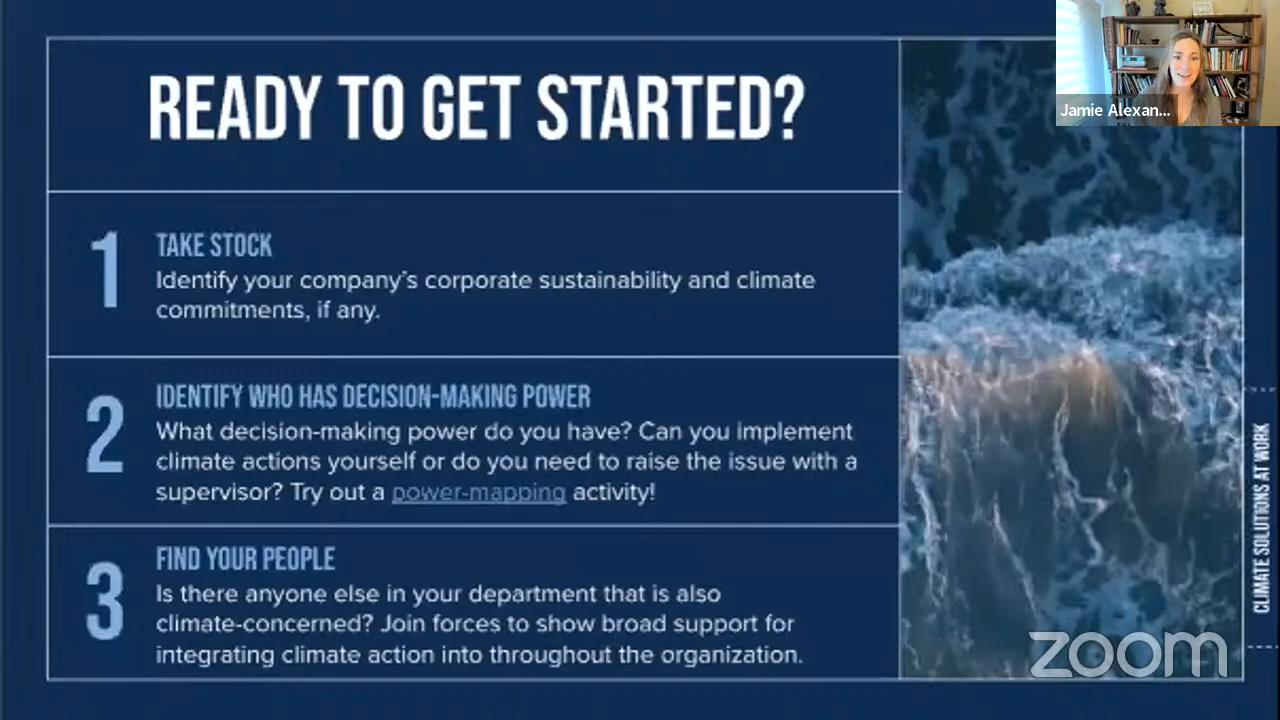 READY TO GET STARTED?
1
TAKE STOCK
Identify your company's corporate sustainability and climate
commitments, if any.
2
IDENTIFY WHO HAS DECISION-MAKING POWER
What decision-making power do you have? Can you implement
climate actions yourself or do you need to raise the issue with a
supervisor? Try out a power-mapping activity!
3
FIND YOUR PEOPLE
Is there anyone else in your department that is also
climate-concerned? Join forces to show broad support for
integrating climate action into throughout the organization.
Jamie Alexan...
CLIMATE SOLUTIONS AT WORK
zoom